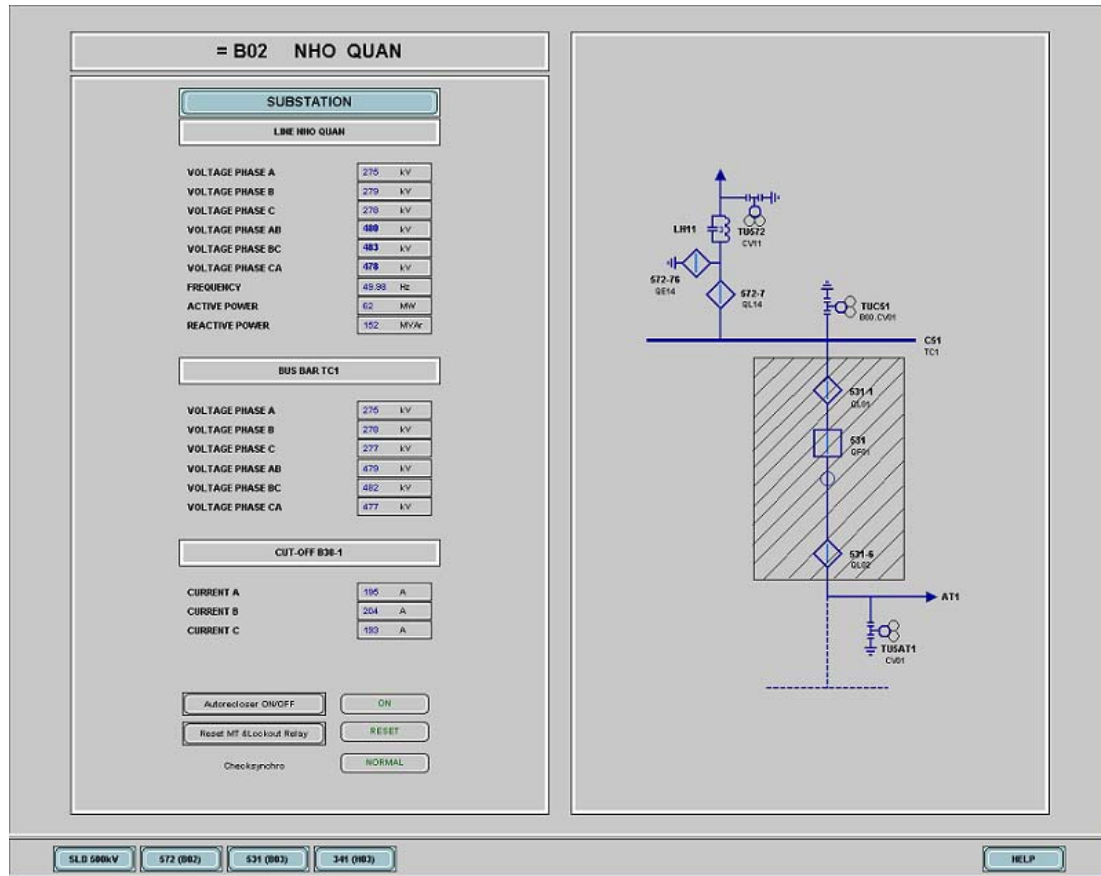 = B02 NHO QUAN
SUBSTATION
LINE NHO QUAN
VOLTAGE PHASE A 275 kV
VOLTAGE PHASE B 279 kV
VOLTAGE PHASE C 278 kV
VOLTAGE PHASE AB 480 kV
VOLTAGE PHASE BC 483 kV
VOLTAGE PHASE CA 478 kV
FREQUENCY 49.98 Hz
ACTIVE POWER 62 MW
REACTIVE POWER 152 MVAr
BUS BAR TC1
VOLTAGE PHASE A 275 kV
VOLTAGE PHASE B 278 kV
VOLTAGE PHASE C 277 kV
VOLTAGE PHASE AB 479 kV
VOLTAGE PHASE BC 482 kV
VOLTAGE PHASE CA 477 kV
CUT-OFF B30-1
CURRENT A 195 A
CURRENT B 204 A
CURRENT C 193 A
Autorecloser ON/OFF ON
Reset MT &Lockout Relay RESET
Checksynchro NORMAL
LH11
TU572
CV11
572-76
QE14
572-7
QL14
TUC51
B00.CV01
C51
TC1
531-1
QL01
531
QF01
531-6
QL02
AT1
TU5AT1
CV01
SLD 500kV 572 (B02) 531 (B03) 341 (H03) HELP